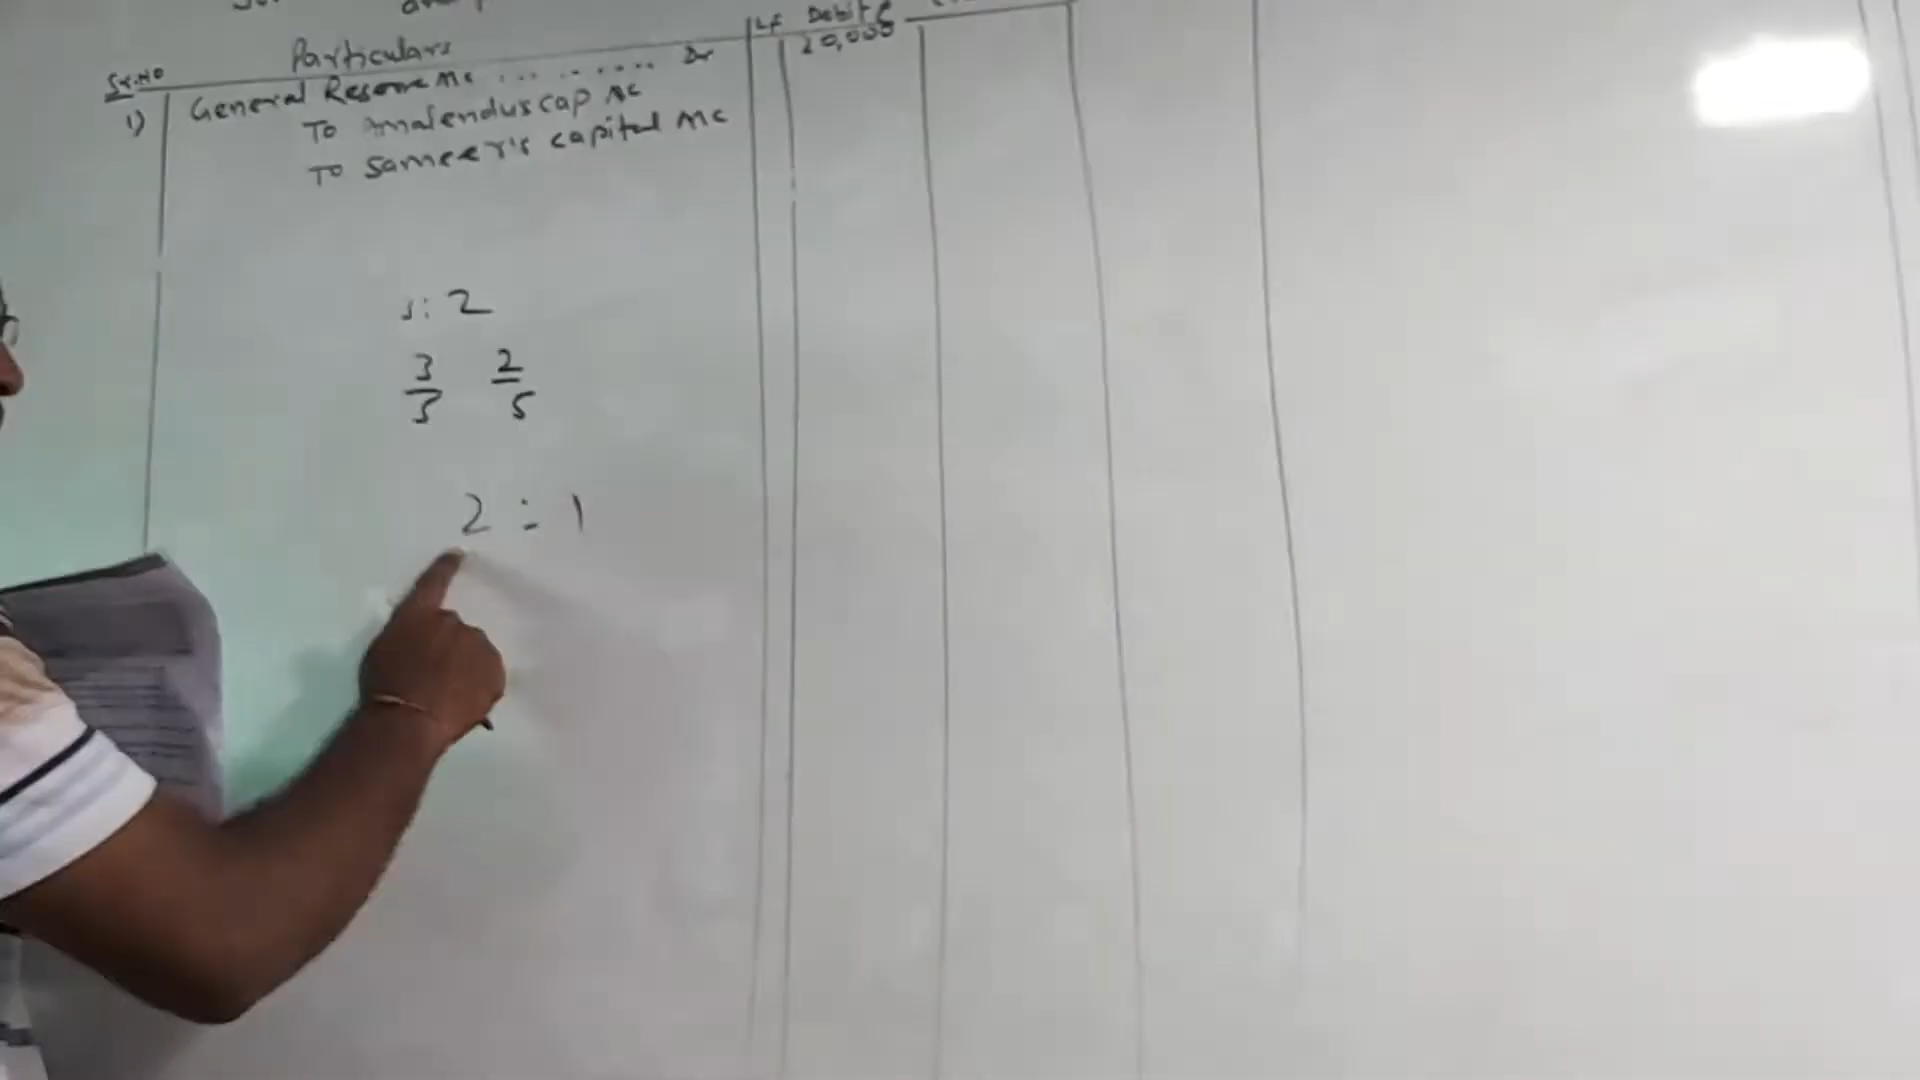 Sr.No Particulars LF Debit ₹
1) General Reserve A/c ... ...... Dr 20,000
To Amalendus cap A/c
To Sameer's capital A/c
3:2
3/5 2/5
2:1